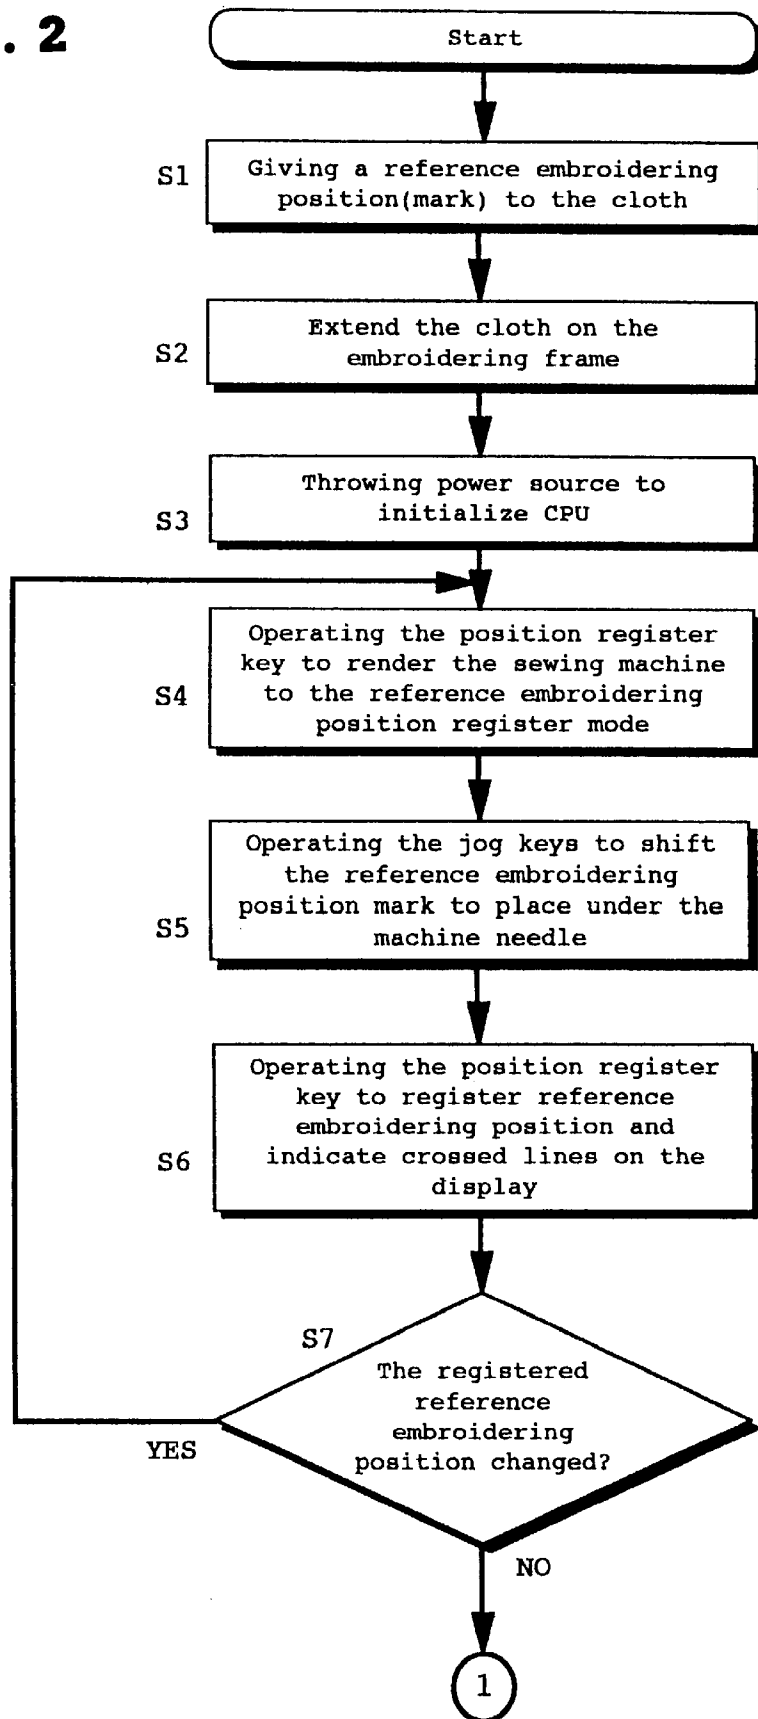 . 2
Start
S1
Giving a reference embroidering
position(mark) to the cloth
S2
Extend the cloth on the
embroidering frame
S3
Throwing power source to
initialize CPU
S4
Operating the position register
key to render the sewing machine
to the reference embroidering
position register mode
S5
Operating the jog keys to shift
the reference embroidering
position mark to place under the
machine needle
S6
Operating the position register
key to register reference
embroidering position and
indicate crossed lines on the
display
S7
The registered
reference
embroidering
position changed?
YES
NO
1